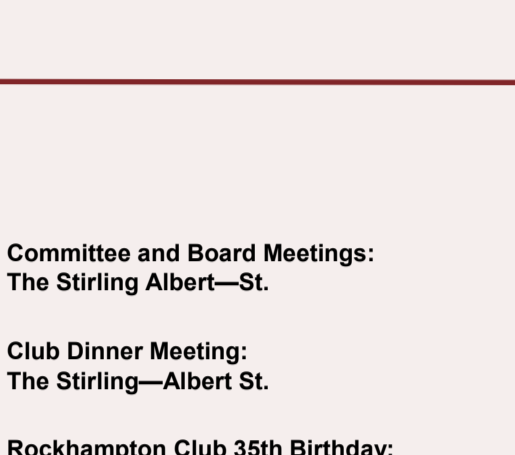 Committee and Board Meetings:
The Stirling Albert—St.
Club Dinner Meeting:
The Stirling—Albert St.
Rockhampton Club 35th Birthday: